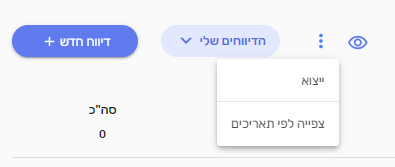 הדיווחים שלי
דיווח חדש +
ייצוא
צפייה לפי תאריכים
סה"כ
0